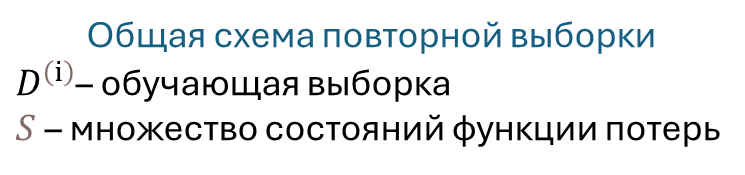 Общая схема повторной выборки
D⁽ⁱ⁾– обучающая выборка
S – множество состояний функции потерь